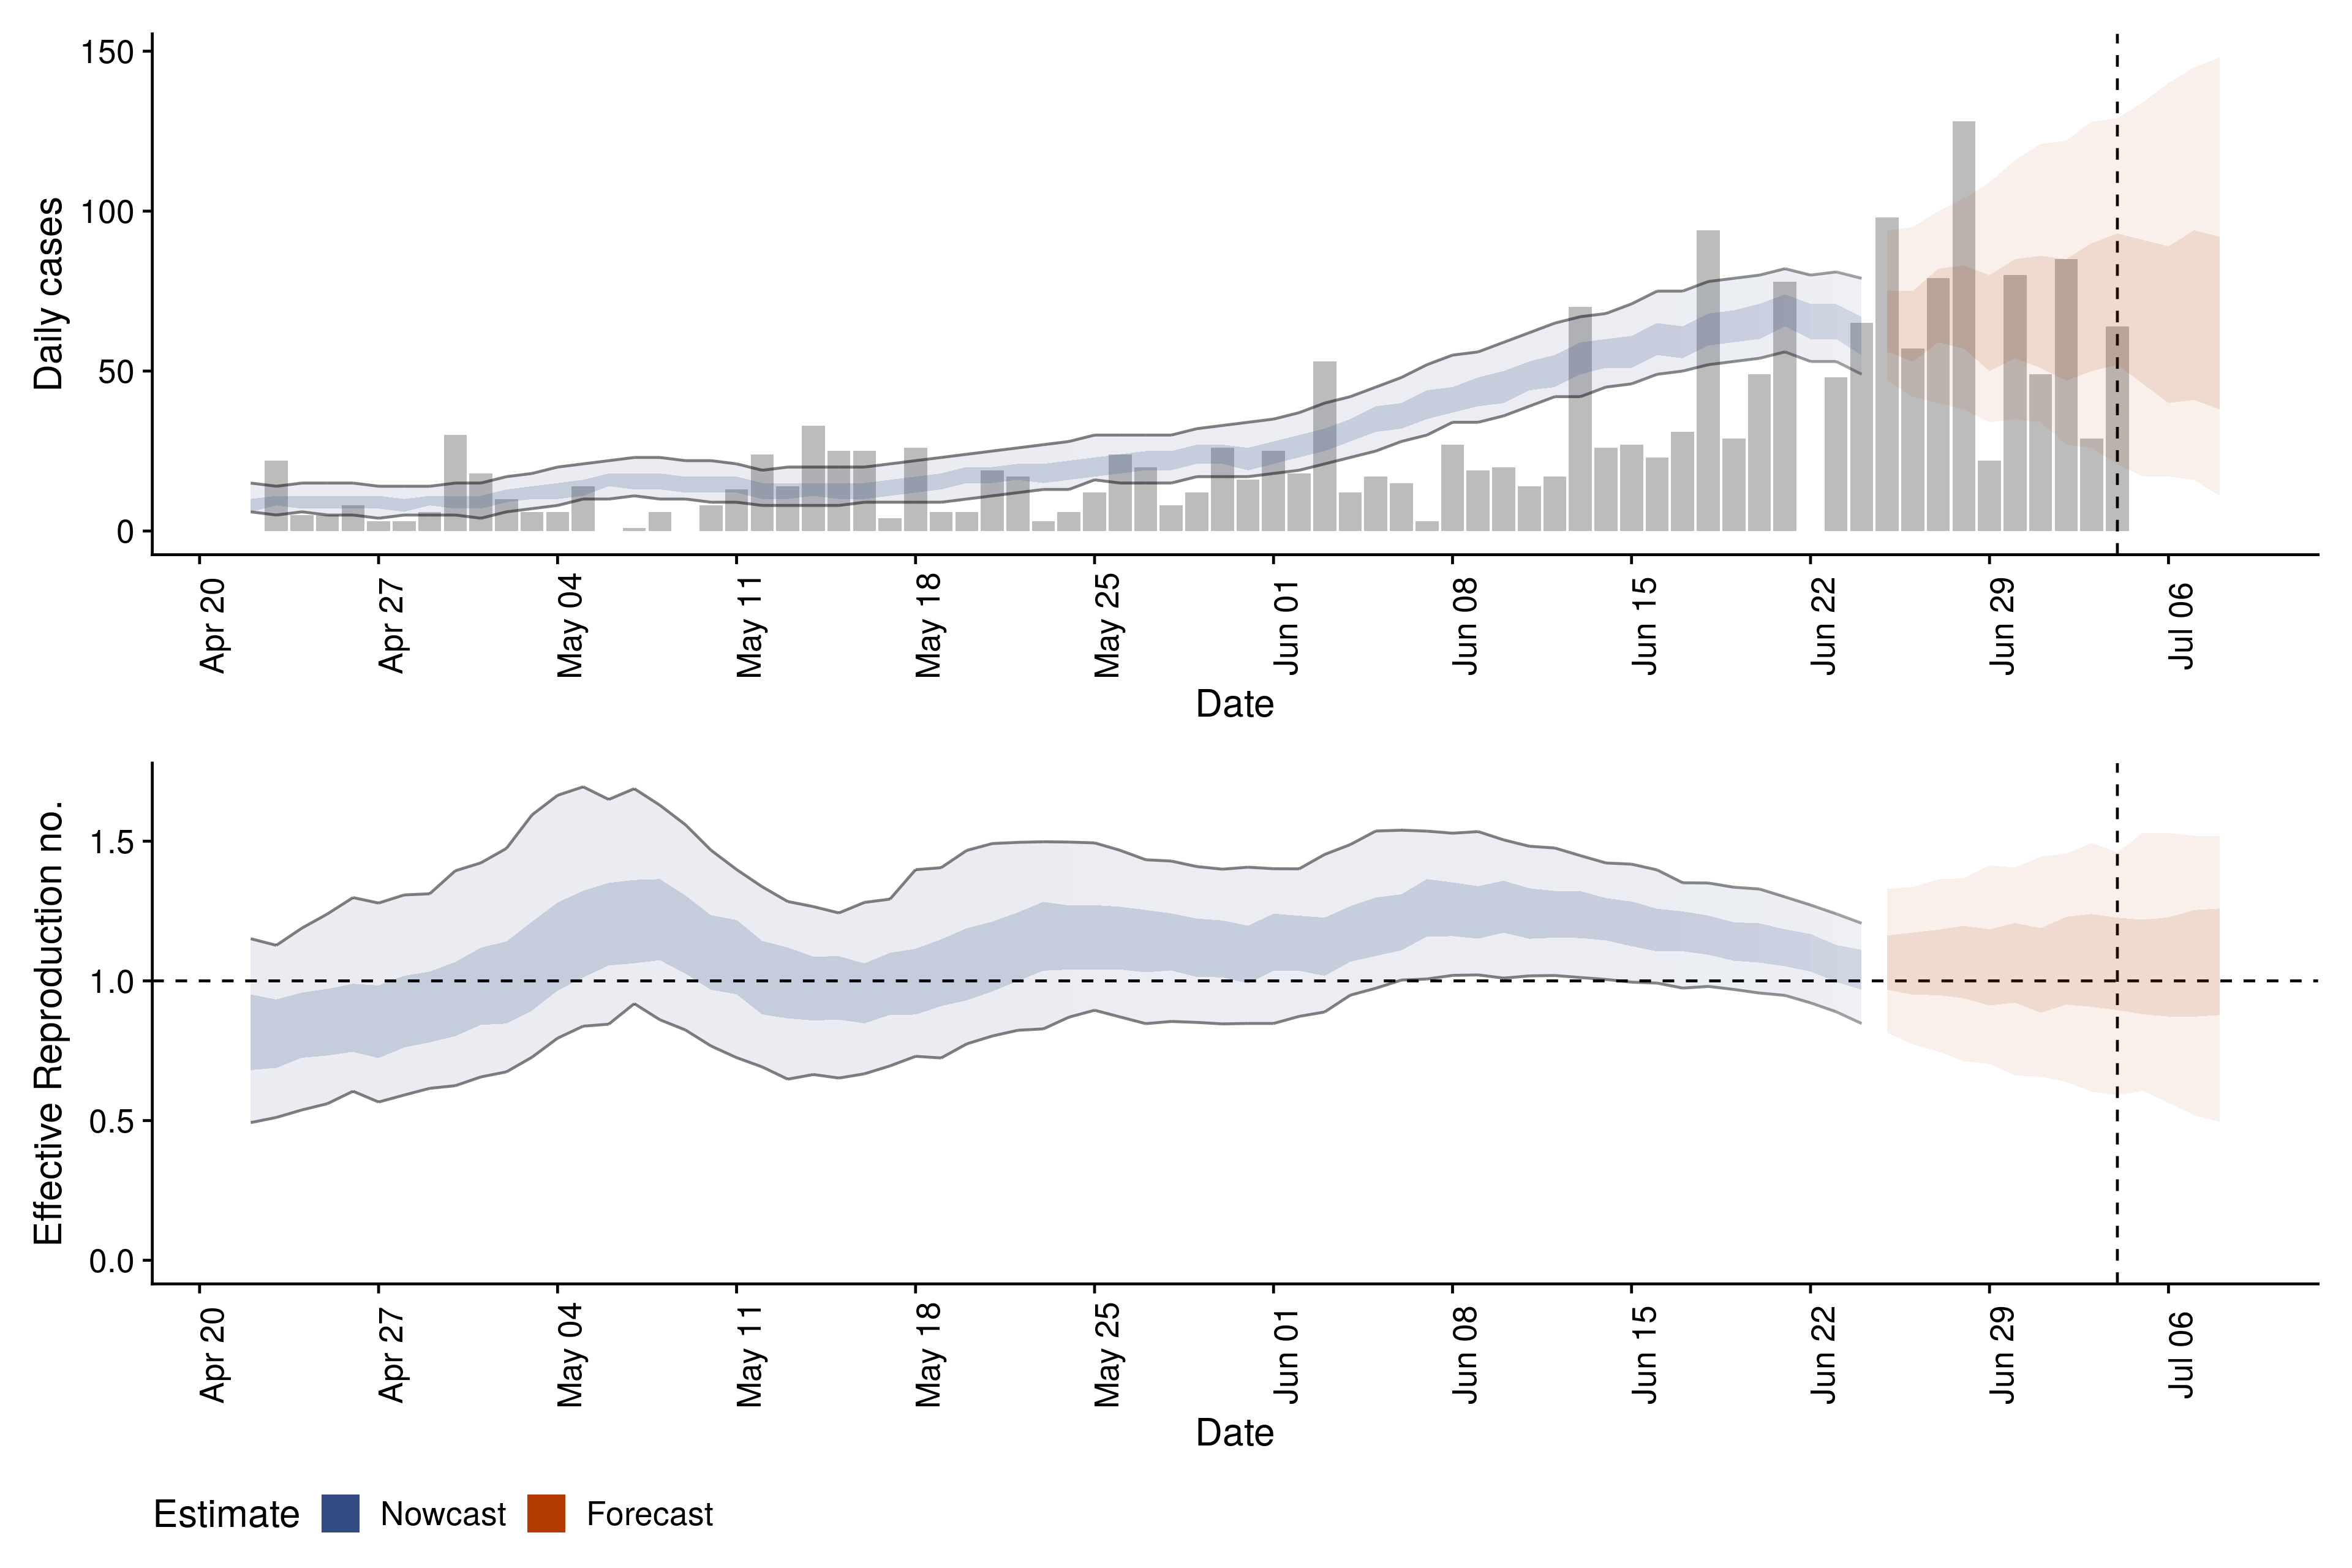 Daily cases
150
100
50
0
Apr 20
Apr 27
May 04
May 11
May 18
May 25
Jun 01
Jun 08
Jun 15
Jun 22
Jun 29
Jul 06
Date
Effective Reproduction no.
1.5
1.0
0.5
0.0
Apr 20
Apr 27
May 04
May 11
May 18
May 25
Jun 01
Jun 08
Jun 15
Jun 22
Jun 29
Jul 06
Date
Estimate Nowcast Forecast